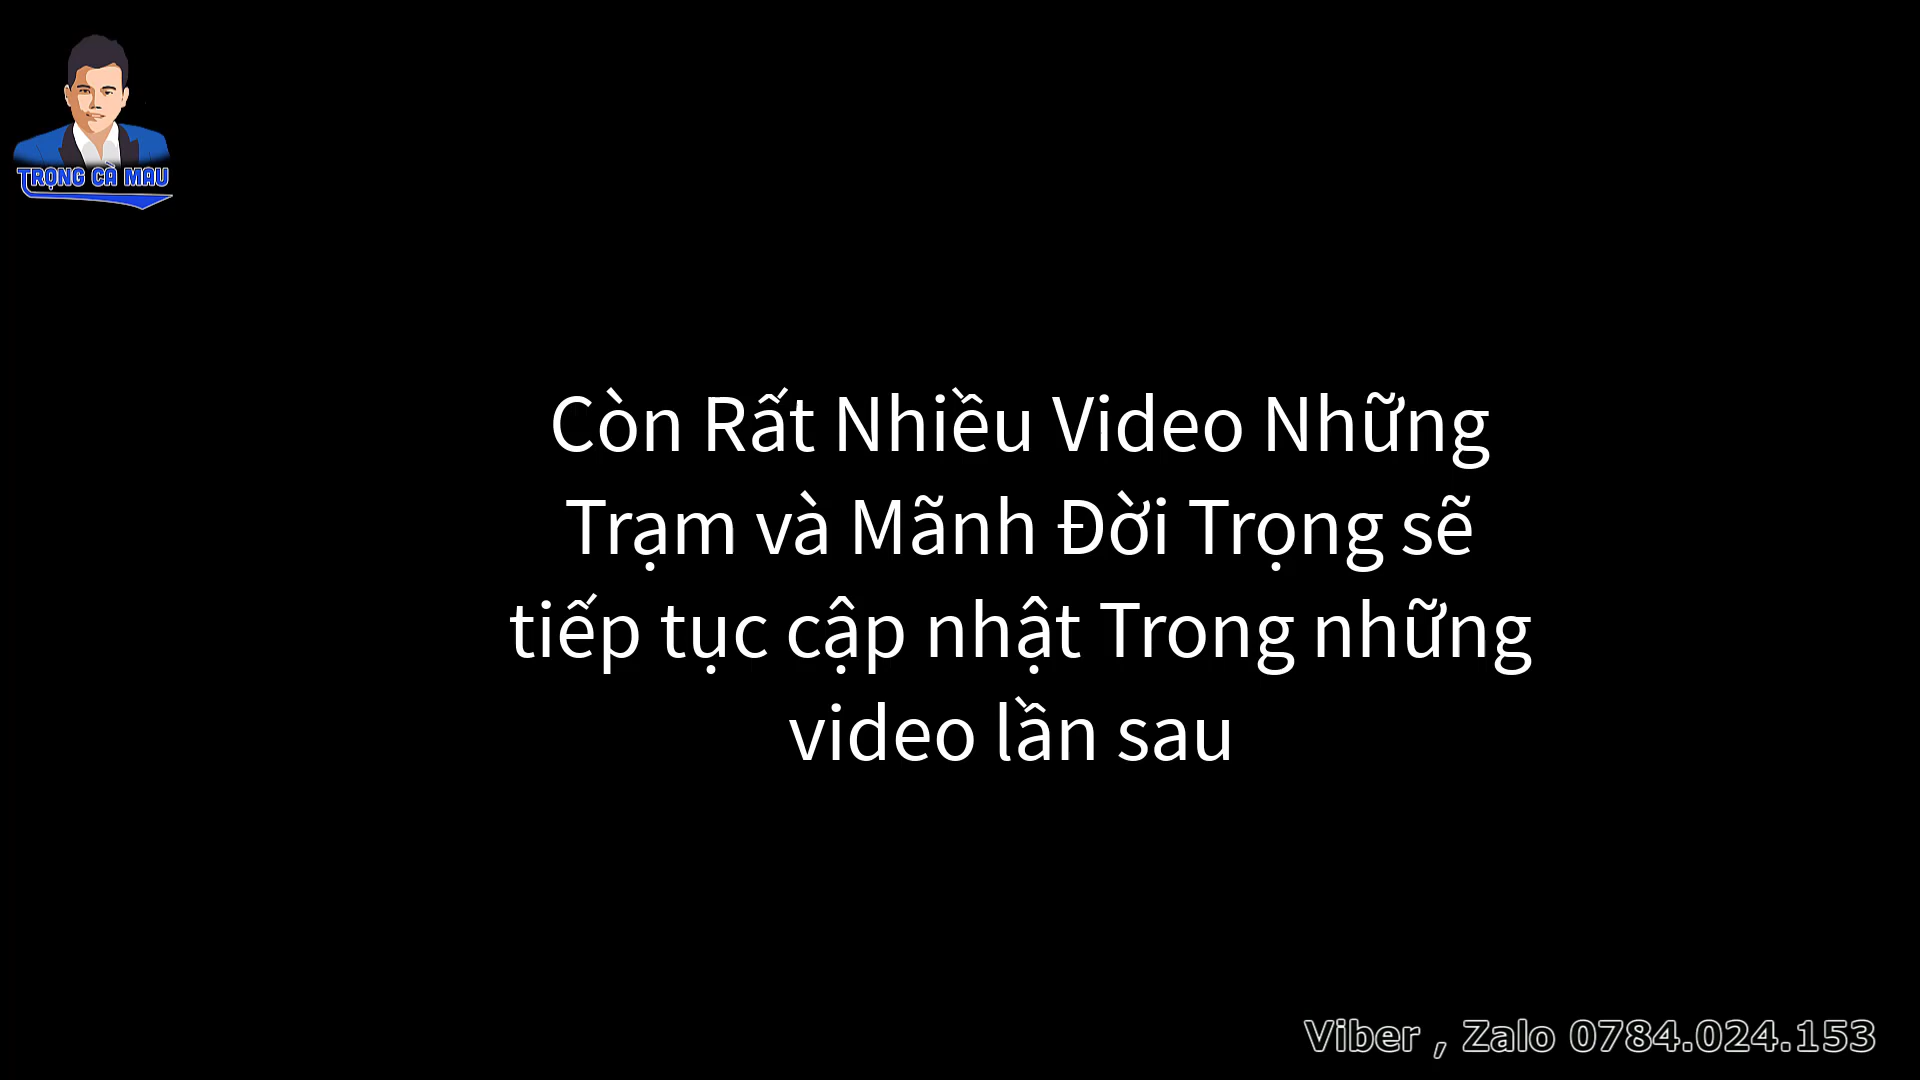 TRỌNG CÀ MAU
Còn Rất Nhiều Video Những
Trạm và Mãnh Đời Trọng sẽ
tiếp tục cập nhật Trong những
video lần sau
Viber , Zalo 0784.024.153